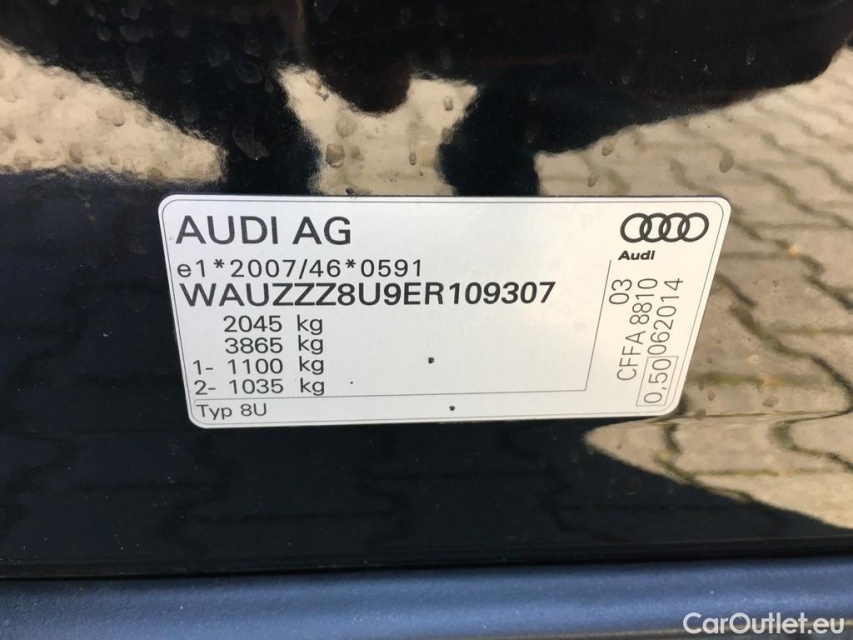 AUDI AG
Audi
e1*2007/46*0591
WAUZZZ8U9ER109307
2045 kg
3865 kg
1- 1100 kg
2- 1035 kg
Typ 8U
03
CFFA 8810
0,50 062014
CarOutlet.eu